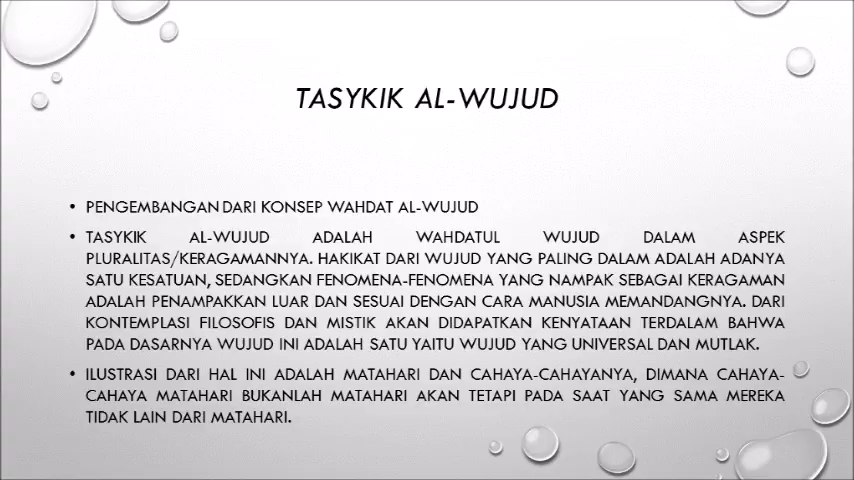 TASYKIK AL-WUJUD
• PENGEMBANGAN DARI KONSEP WAHDAT AL-WUJUD
• TASYKIK AL-WUJUD ADALAH WAHDATUL WUJUD DALAM ASPEK
PLURALITAS/KERAGAMANNYA. HAKIKAT DARI WUJUD YANG PALING DALAM ADALAH ADANYA
SATU KESATUAN, SEDANGKAN FENOMENA-FENOMENA YANG NAMPAK SEBAGAI KERAGAMAN
ADALAH PENAMPAKKAN LUAR DAN SESUAI DENGAN CARA MANUSIA MEMANDANGNYA. DARI
KONTEMPLASI FILOSOFIS DAN MISTIK AKAN DIDAPATKAN KENYATAAN TERDALAM BAHWA
PADA DASARNYA WUJUD INI ADALAH SATU YAITU WUJUD YANG UNIVERSAL DAN MUTLAK.
• ILUSTRASI DARI HAL INI ADALAH MATAHARI DAN CAHAYA-CAHAYANYA, DIMANA CAHAYA-
CAHAYA MATAHARI BUKANLAH MATAHARI AKAN TETAPI PADA SAAT YANG SAMA MEREKA
TIDAK LAIN DARI MATAHARI.